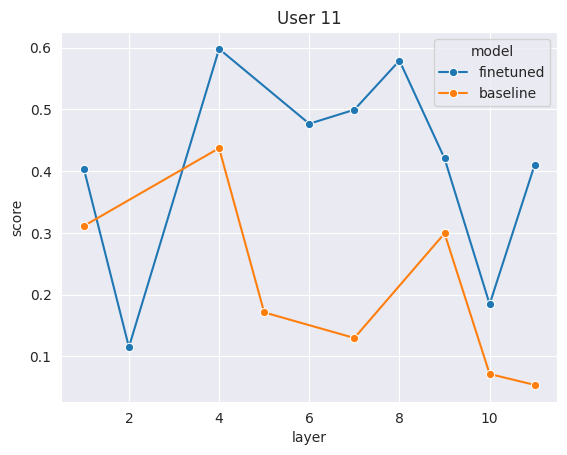 User 11
model
finetuned
baseline
score
0.6
0.5
0.4
0.3
0.2
0.1
2 4 6 8 10
layer